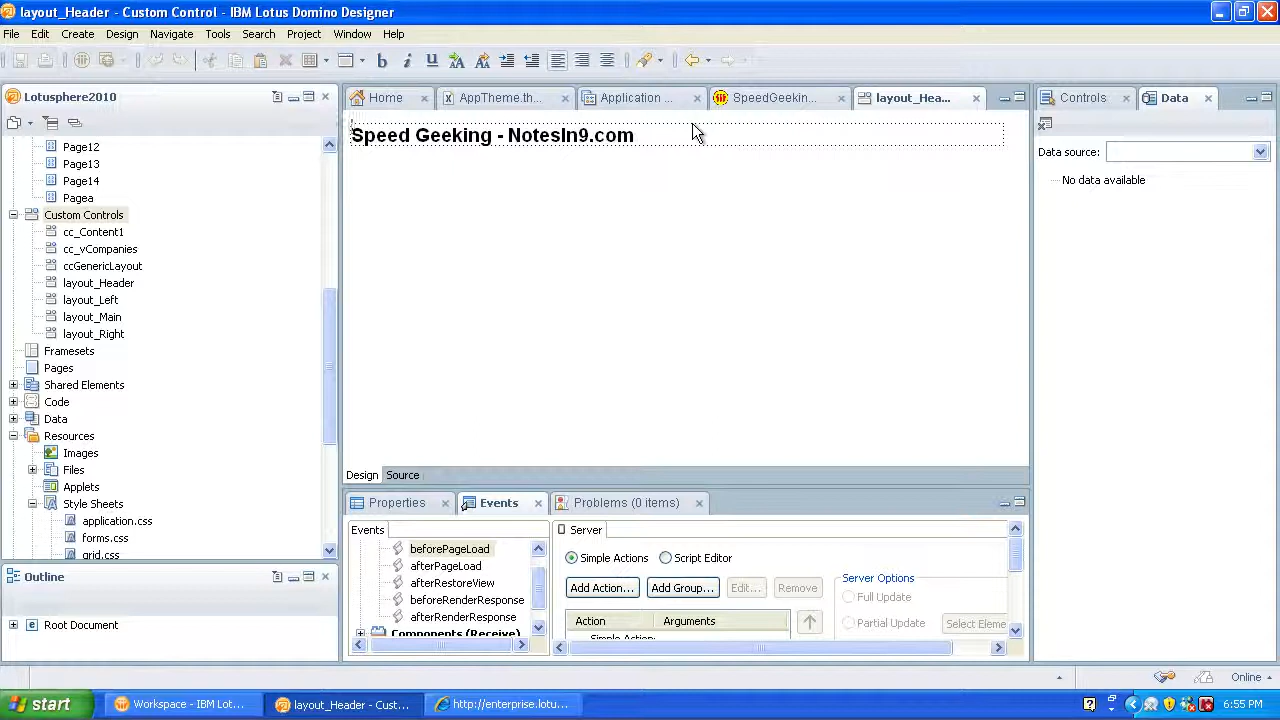 layout_Header - Custom Control - IBM Lotus Domino Designer
File Edit Create Design Navigate Tools Search Project Window Help
Lotusphere2010
Page12
Page13
Page14
Pagea
Custom Controls
cc_Content1
cc_vCompanies
ccGenericLayout
layout_Header
layout_Left
layout_Main
layout_Right
Framesets
Pages
Shared Elements
Code
Data
Resources
Images
Files
Applets
Style Sheets
application.css
forms.css
grid.css
Outline
Root Document
Home AppTheme.th... Application ... SpeedGeekin... layout_Hea...
Speed Geeking - NotesIn9.com
Design Source
Properties Events Problems (0 items)
Events
beforePageLoad
afterPageLoad
afterRestoreView
beforeRenderResponse
afterRenderResponse
Components (Receive)
Server
Simple Actions Script Editor
Add Action... Add Group... Edit... Remove
Action Arguments
Simple Action
Server Options
Full Update
Partial Update Select Eleme
Controls Data
Data source:
No data available
Online
start Workspace - IBM Lot... layout_Header - Cust... http://enterprise.lotu... 6:55 PM